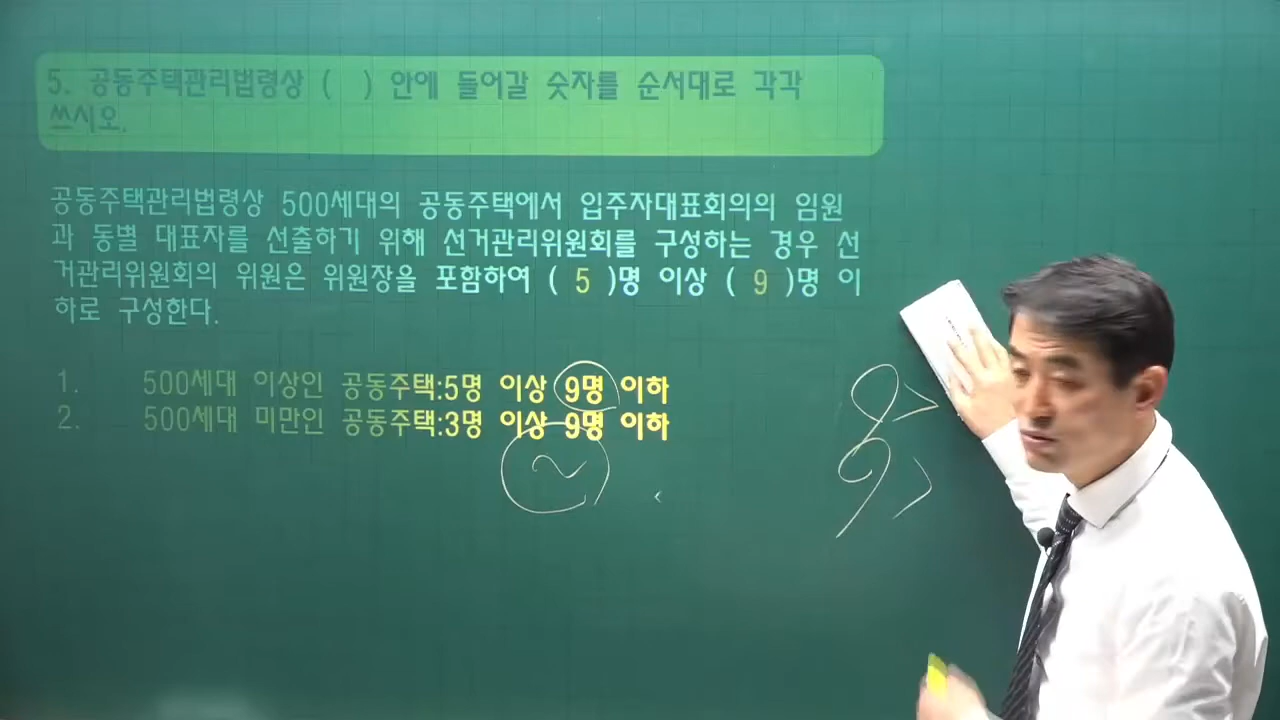 5. 공동주택관리법령상 (  ) 안에 들어갈 숫자를 순서대로 각각
쓰시오.
공동주택관리법령상 500세대의 공동주택에서 입주자대표회의의 임원
과 동별 대표자를 선출하기 위해 선거관리위원회를 구성하는 경우 선
거관리위원회의 위원은 위원장을 포함하여 ( 5 )명 이상 ( 9 )명 이
하로 구성한다.
1. 500세대 이상인 공동주택:5명 이상 9명 이하
2. 500세대 미만인 공동주택:3명 이상 9명 이하
~
9>
9>